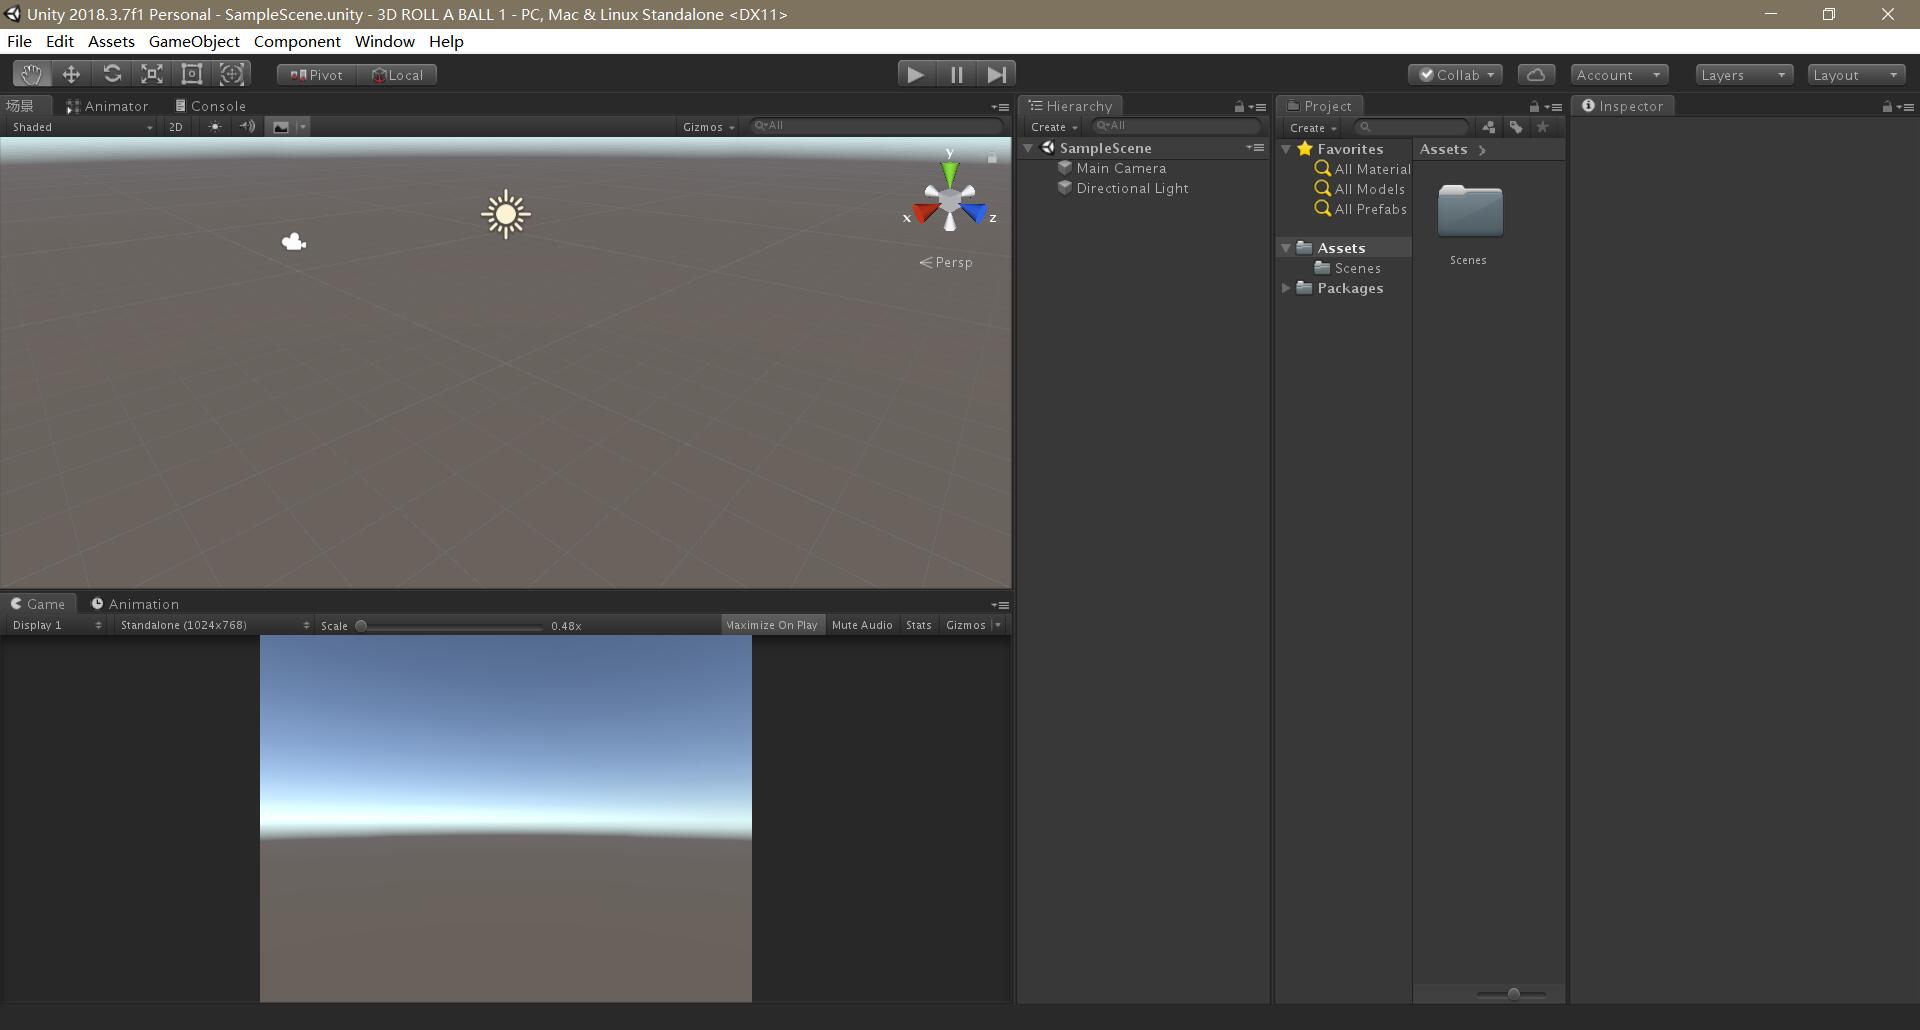 Unity 2018.3.7f1 Personal - SampleScene.unity - 3D ROLL A BALL 1 - PC, Mac & Linux Standalone <DX11>
File Edit Assets GameObject Component Window Help
Pivot Local Collab Account Layers Layout
场景 Animator Console
Shaded 2D Gizmos All
y
x z
Persp
Game Animation
Display 1 Standalone (1024x768) Scale 0.48x Maximize On Play Mute Audio Stats Gizmos
Hierarchy
Create All
SampleScene
Main Camera
Directional Light
Project
Create
Favorites
All Material
All Models
All Prefabs
Assets
Scenes
Packages
Assets
Scenes
Inspector